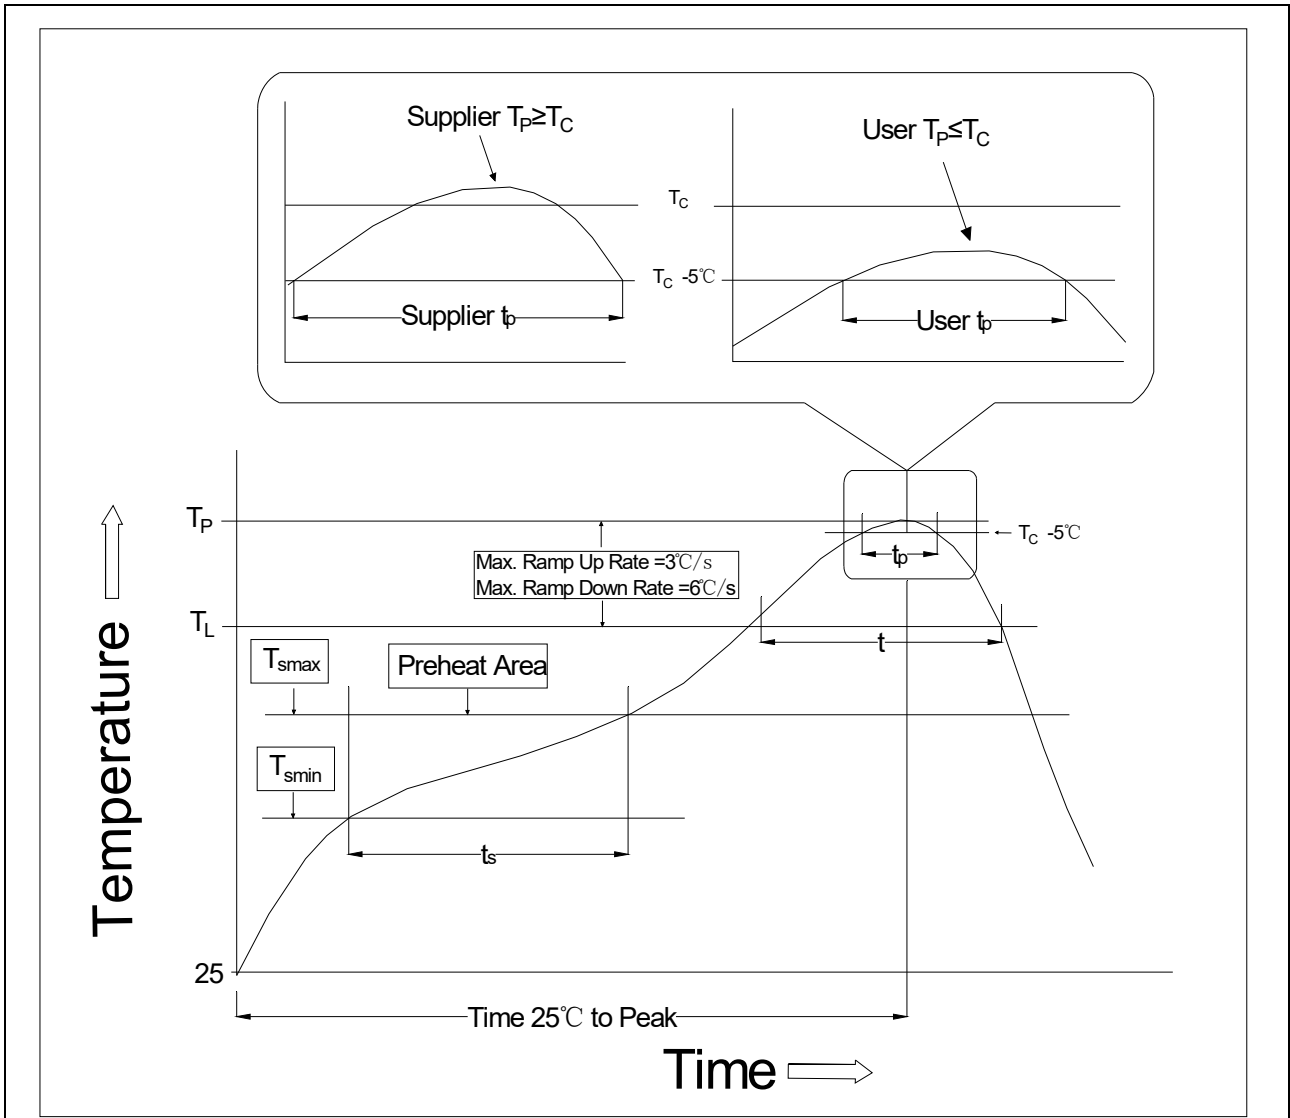 Supplier TP≥TC
User TP≤TC
TC
TC -5℃
Supplier tp
User tp
TP
TC -5℃
tp
Max. Ramp Up Rate =3℃/s
Max. Ramp Down Rate =6℃/s
TL
t
Tsmax
Preheat Area
Tsmin
ts
Temperature
25
Time 25℃ to Peak
Time